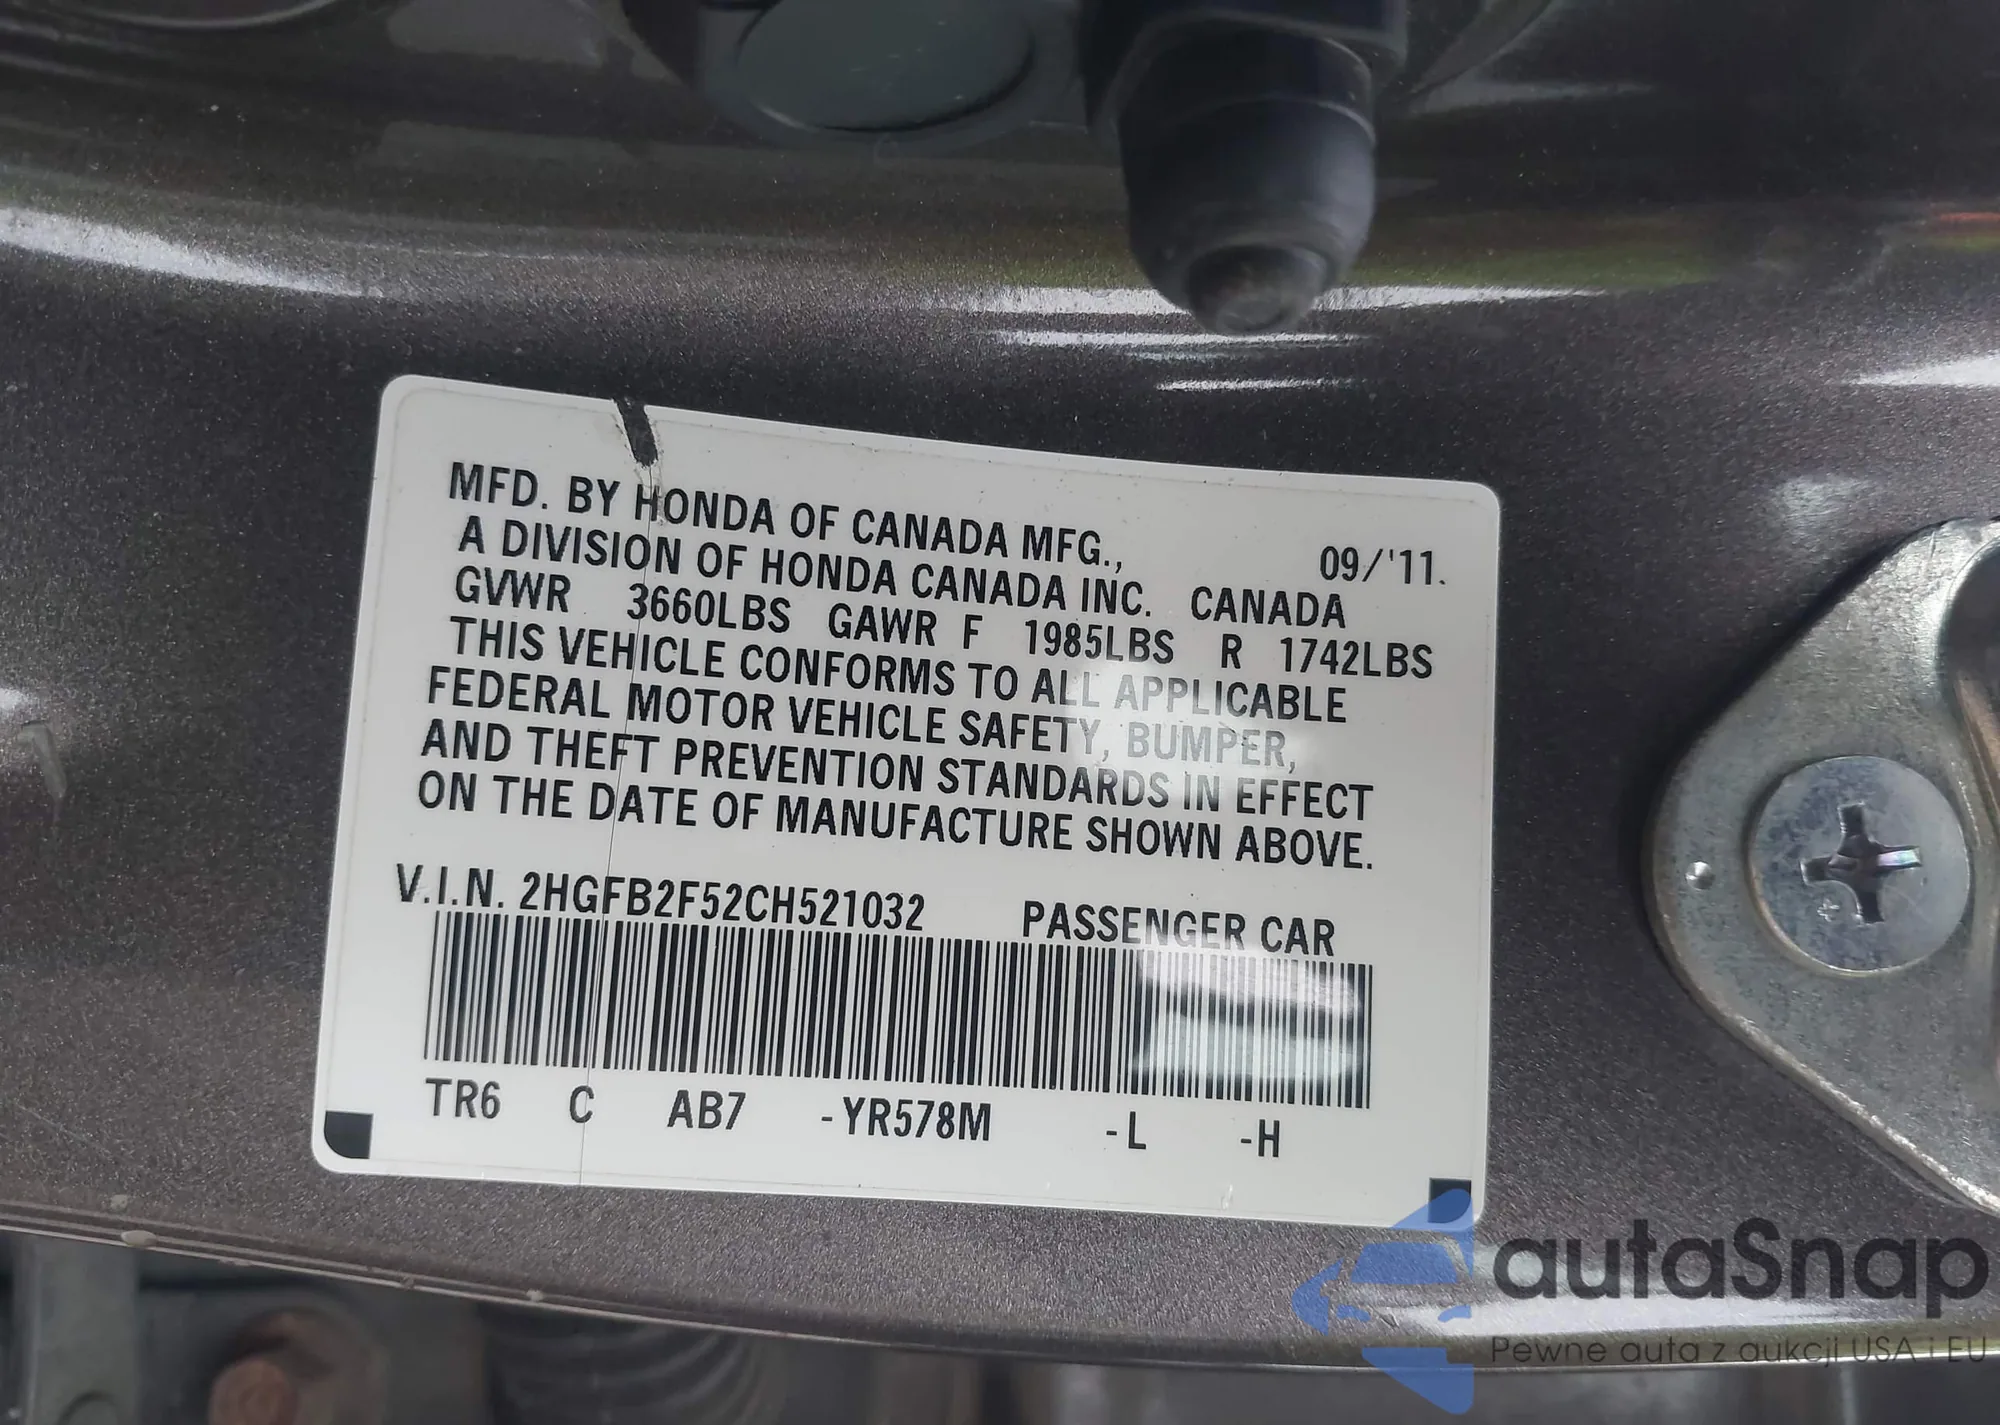 MFD. BY HONDA OF CANADA MFG.,
A DIVISION OF HONDA CANADA INC. CANADA 09/'11.
GVWR 3660LBS GAWR F 1985LBS R 1742LBS
THIS VEHICLE CONFORMS TO ALL APPLICABLE
FEDERAL MOTOR VEHICLE SAFETY, BUMPER,
AND THEFT PREVENTION STANDARDS IN EFFECT
ON THE DATE OF MANUFACTURE SHOWN ABOVE.
V.I.N. 2HGFB2F52CH521032 PASSENGER CAR
TR6 C AB7 -YR578M -L -H
autaSnap
Pewne auta z aukcji USA i EU